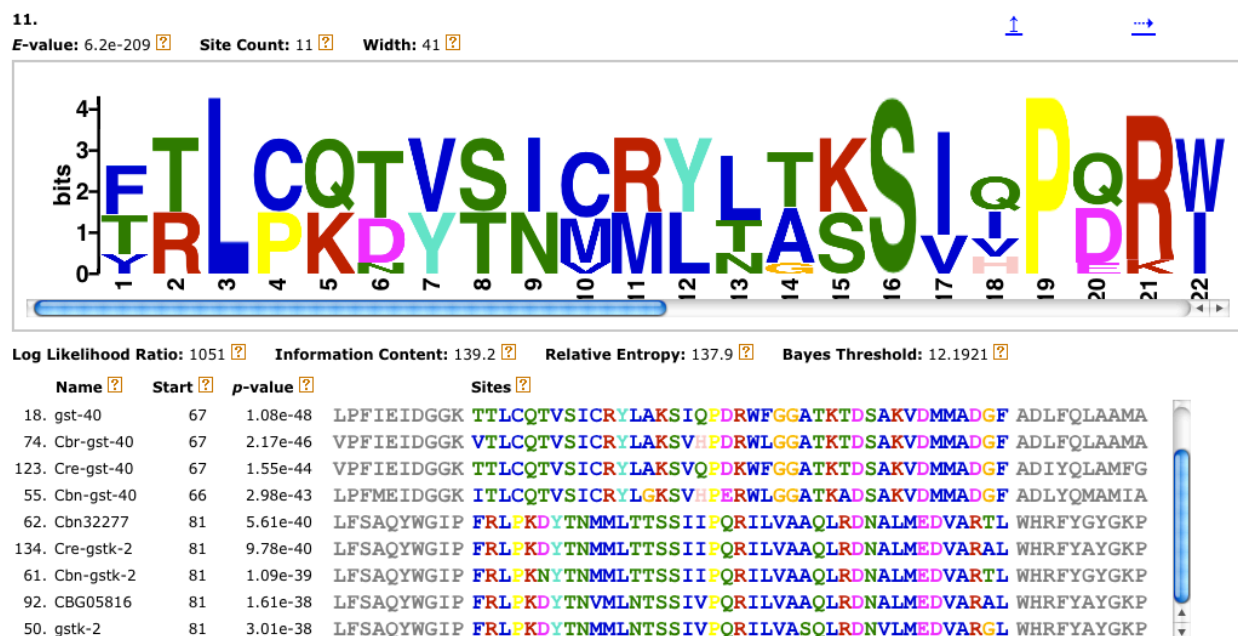 11.
E-value: 6.2e-209 ? Site Count: 11 ? Width: 41 ?
↥ ⇢
bits
4
3
2
1
0
F T L C Q T V S I C R Y L T K S I Q P Q R W
T R P K D Y T N M M L T A S V I D K I
Y N V N G H E
1 2 3 4 5 6 7 8 9 10 11 12 13 14 15 16 17 18 19 20 21 22
Log Likelihood Ratio: 1051 ? Information Content: 139.2 ? Relative Entropy: 137.9 ? Bayes Threshold: 12.1921 ?
Name ? Start ? p-value ? Sites ?
18. gst-40 67 1.08e-48 LPFIEIDGGK TTLCQTVSICRYLAKSIQPDRWFGGATKTDSAKVDMMADGF ADLFQLAAMA
74. Cbr-gst-40 67 2.17e-46 VPFIEIDGGK VTLCQTVSICRYLAKSVHPDRWLGGATKTDSAKVDMMADGF ADLFQLAAMA
123. Cre-gst-40 67 1.55e-44 VPFIEIDGGK TTLCQTVSICRYLAKSVQPDKWFGGATKTDSAKVDMMADGF ADIYQLAMFG
55. Cbn-gst-40 66 2.98e-43 LPFMEIDGGK ITLCQTVSICRYLGKSVHPERWLGGATKADSAKVDMMADGF ADLYQMAMIA
62. Cbn32277 81 5.61e-40 LFSAQYWGIP FRLPKDYTNMMLTTSSIIPQRILVAAQLRDNALMEDVARTL WHRFYGYGKP
134. Cre-gstk-2 81 9.78e-40 LFSAQYWGIP FRLPKDYTNMMLTTSSIIPQRILVAAQLRDNALMEDVARAL WHRFYAYGKP
61. Cbn-gstk-2 81 1.09e-39 LFSAQYWGIP FRLPKNYTNMMLTTSSIIPQRILVAAQLRDNALMEDVARTL WHRFYGYGKP
92. CBG05816 81 1.61e-38 LFSAQYWGIP FRLPKDYTNVMLNTSSIVPQRILVAAQLRDNALMEDVARAL WHRFYAYGKP
50. gstk-2 81 3.01e-38 LFSAQYWGIP FRLPKDYTNMMLNTSSIVPQRILVASQLRDNVLMEDVARGL WHRFYAYGKP